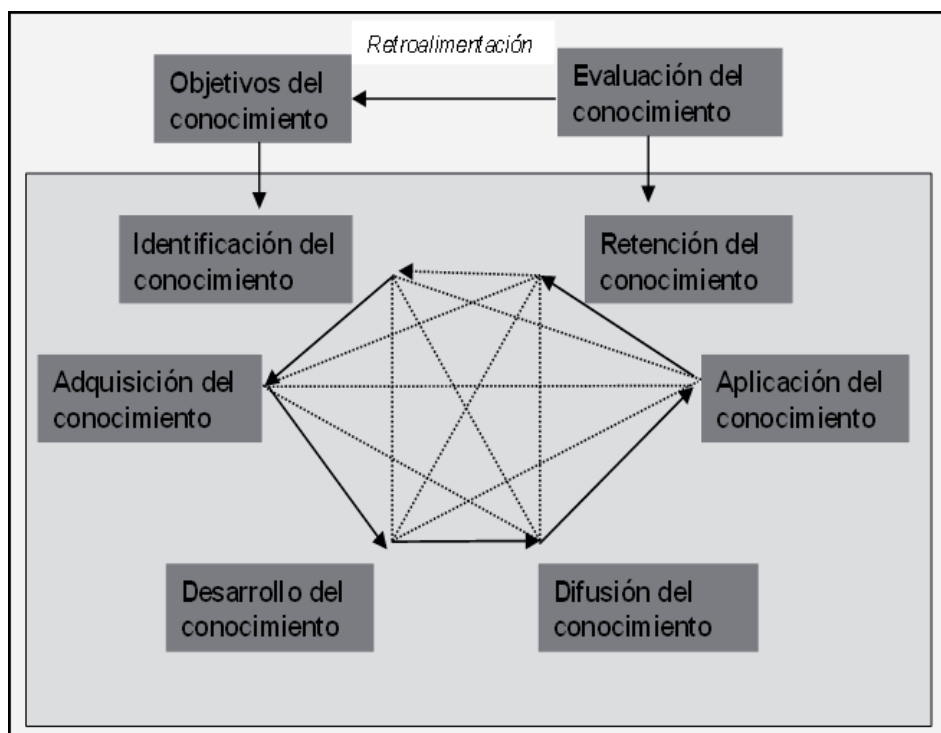 Retroalimentación
Objetivos del
conocimiento
Evaluación del
conocimiento
Identificación del
conocimiento
Retención del
conocimiento
Adquisición del
conocimiento
Aplicación del
conocimiento
Desarrollo del
conocimiento
Difusión del
conocimiento